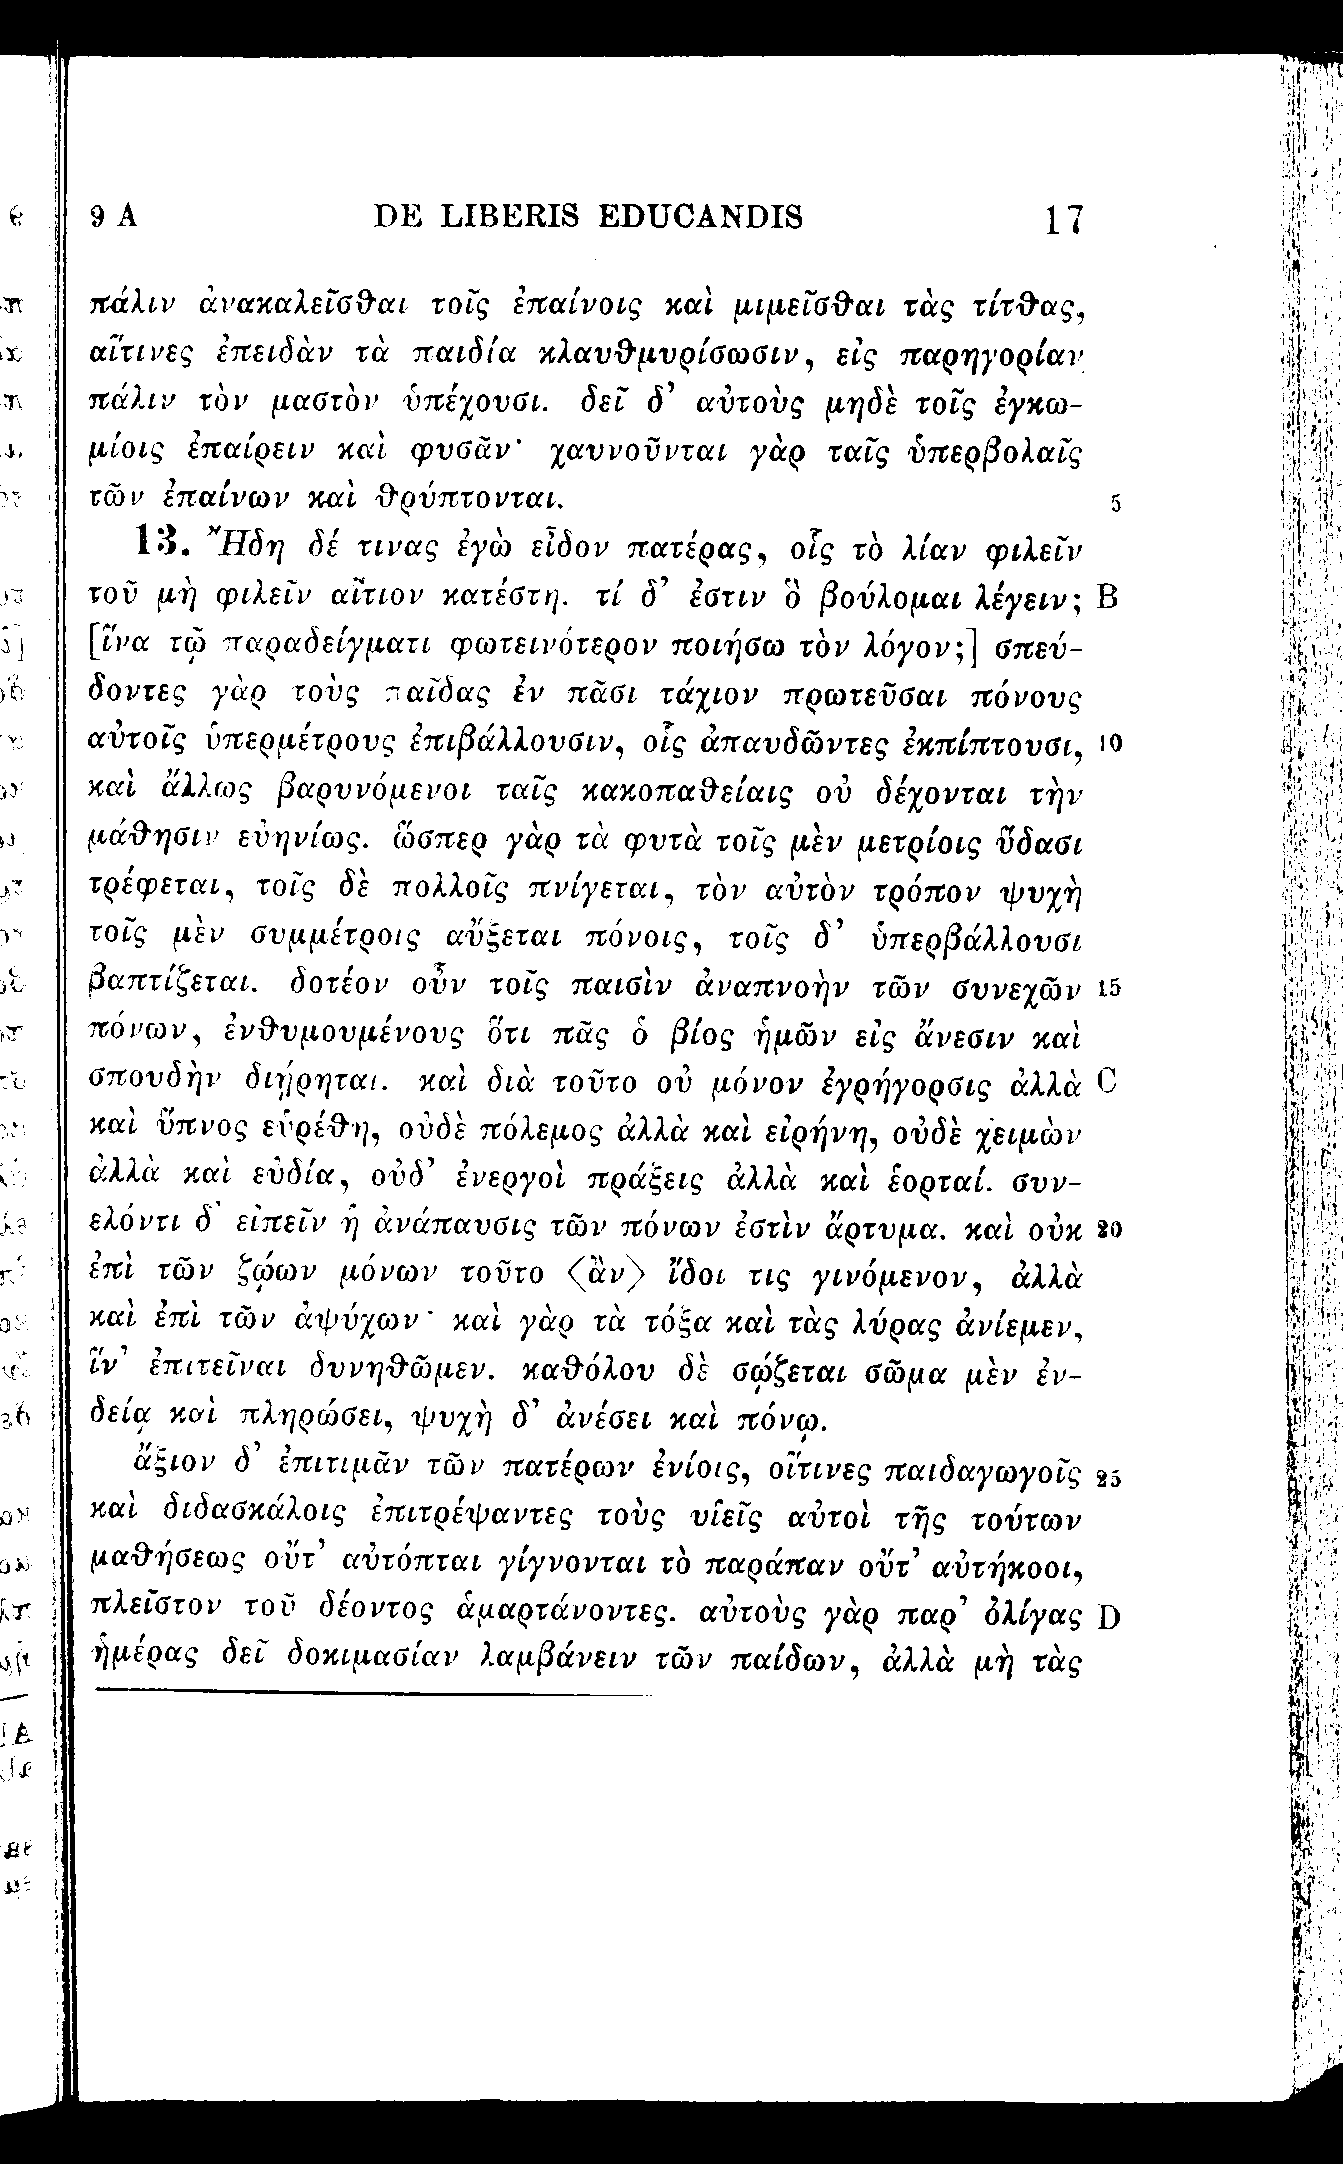 9 A DE LIBERIS EDUCANDIS 17
πάλιν ἀνακαλεῖσθαι τοῖς ἐπαίνοις καὶ μιμεῖσθαι τὰς τίτθας,
αἵτινες ἐπειδὰν τὰ παιδία κλαυθμυρίσωσιν, εἰς παρηγορίαν
πάλιν τὸν μαστὸν ὑπέχουσι. δεῖ δ’ αὐτοὺς μηδὲ τοῖς ἐγκω-
μίοις ἐπαίρειν καὶ φυσᾶν· χαυνοῦνται γὰρ ταῖς ὑπερβολαῖς
τῶν ἐπαίνων καὶ θρύπτονται. 5
13. Ἤδη δέ τινας ἐγὼ εἶδον πατέρας, οἷς τὸ λίαν φιλεῖν
τοῦ μὴ φιλεῖν αἴτιον κατέστη. τί δ’ ἐστιν ὃ βούλομαι λέγειν; B
[ἵνα τῷ παραδείγματι φωτεινότερον ποιήσω τὸν λόγον;] σπεύ-
δοντες γὰρ τοὺς παῖδας ἐν πᾶσι τάχιον πρωτεῦσαι πόνους
αὐτοῖς ὑπερμέτρους ἐπιβάλλουσιν, οἷς ἀπαυδῶντες ἐκπίπτουσι, 10
καὶ ἄλλως βαρυνόμενοι ταῖς κακοπαθείαις οὐ δέχονται τὴν
μάθησιν εὐηνίως. ὥσπερ γὰρ τὰ φυτὰ τοῖς μὲν μετρίοις ὕδασι
τρέφεται, τοῖς δὲ πολλοῖς πνίγεται, τὸν αὐτὸν τρόπον ψυχὴ
τοῖς μὲν συμμέτροις αὔξεται πόνοις, τοῖς δ’ ὑπερβάλλουσι
βαπτίζεται. δοτέον οὖν τοῖς παισὶν ἀναπνοὴν τῶν συνεχῶν 15
πόνων, ἐνθυμουμένους ὅτι πᾶς ὁ βίος ἡμῶν εἰς ἄνεσιν καὶ
σπουδὴν διῄρηται. καὶ διὰ τοῦτο οὐ μόνον ἐγρήγορσις ἀλλὰ C
καὶ ὕπνος εὑρέθη, οὐδὲ πόλεμος ἀλλὰ καὶ εἰρήνη, οὐδὲ χειμὼν
ἀλλὰ καὶ εὐδία, οὐδ’ ἐνεργοὶ πράξεις ἀλλὰ καὶ ἑορταί. συν-
ελόντι δ’ εἰπεῖν ἡ ἀνάπαυσις τῶν πόνων ἐστὶν ἄρτυμα. καὶ οὐκ 20
ἐπὶ τῶν ζῴων μόνων τοῦτο ⟨ἂν⟩ ἴδοι τις γινόμενον, ἀλλὰ
καὶ ἐπὶ τῶν ἀψύχων· καὶ γὰρ τὰ τόξα καὶ τὰς λύρας ἀνίεμεν,
ἵν’ ἐπιτεῖναι δυνηθῶμεν. καθόλου δὲ σῴζεται σῶμα μὲν ἐν-
δείᾳ καὶ πληρώσει, ψυχὴ δ’ ἀνέσει καὶ πόνῳ.
ἄξιον δ’ ἐπιτιμᾶν τῶν πατέρων ἐνίοις, οἵτινες παιδαγωγοῖς 25
καὶ διδασκάλοις ἐπιτρέψαντες τοὺς υἱεῖς αὐτοὶ τῆς τούτων
μαθήσεως οὔτ’ αὐτόπται γίγνονται τὸ παράπαν οὔτ’ αὐτήκοοι,
πλεῖστον τοῦ δέοντος ἁμαρτάνοντες. αὐτοὺς γὰρ παρ’ ὀλίγας D
ἡμέρας δεῖ δοκιμασίαν λαμβάνειν τῶν παίδων, ἀλλὰ μὴ τὰς